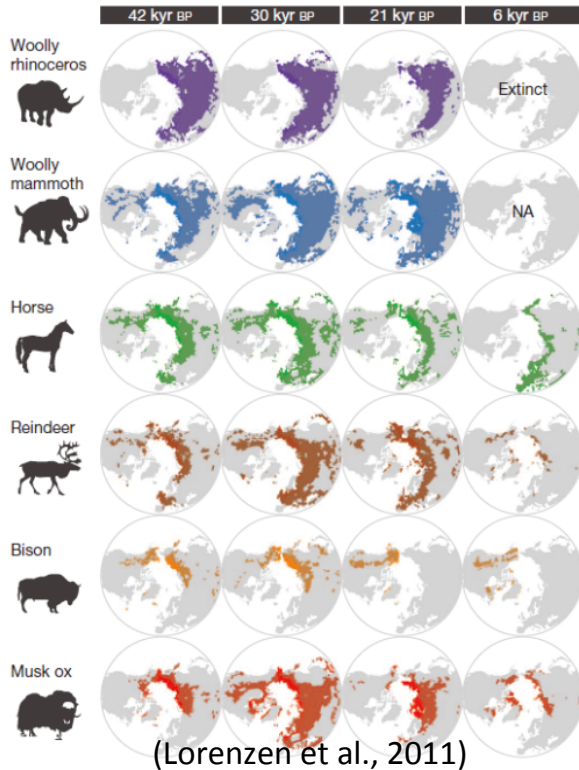 42 kyr BP 30 kyr BP 21 kyr BP 6 kyr BP
Woolly
rhinoceros
Extinct
Woolly
mammoth
NA
Horse
Reindeer
Bison
Musk ox
(Lorenzen et al., 2011)